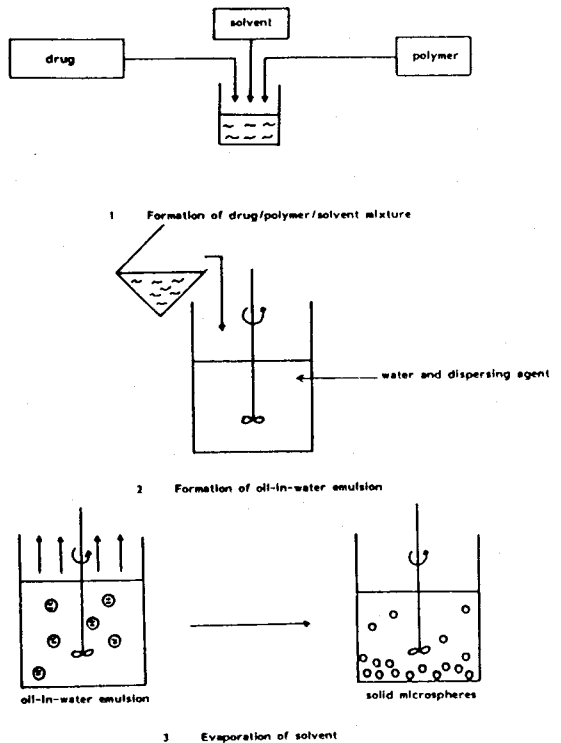 solvent
drug
polymer
1 Formation of drug/polymer/solvent mixture
water and dispersing agent
2 Formation of oil-in-water emulsion
oil-in-water emulsion
solid microspheres
3 Evaporation of solvent